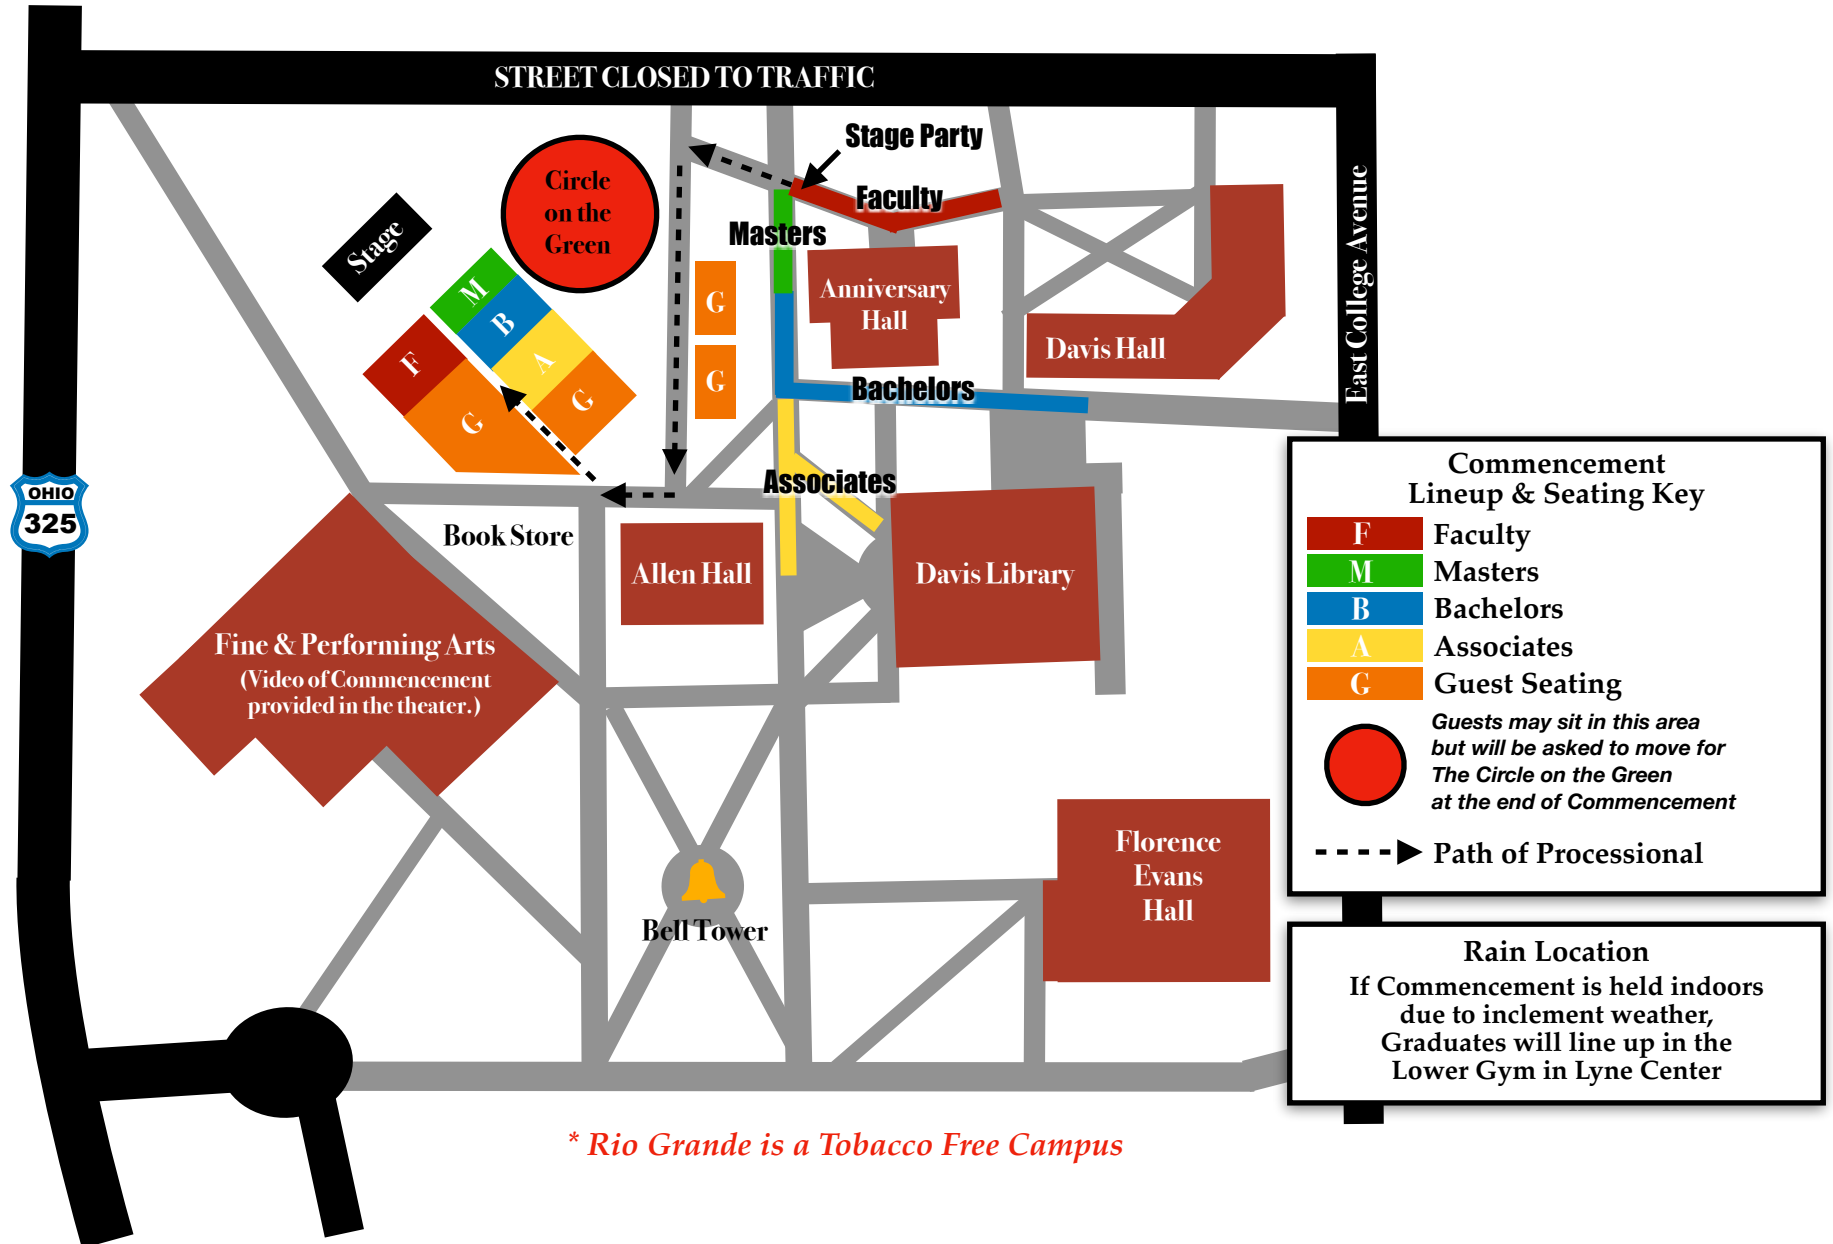 STREET CLOSED TO TRAFFIC
Stage Party
Circle
on the
Green
Faculty
Masters
Stage
M
B
A
G
F
G
G
G
Anniversary
Hall
Davis Hall
East College Avenue
Bachelors
Associates
OHIO
325
Book Store
Allen Hall
Davis Library
Fine & Performing Arts
(Video of Commencement
provided in the theater.)
Florence
Evans
Hall
Bell Tower
Commencement
Lineup & Seating Key
F Faculty
M Masters
B Bachelors
A Associates
G Guest Seating
Guests may sit in this area
but will be asked to move for
The Circle on the Green
at the end of Commencement
Path of Processional
Rain Location
If Commencement is held indoors
due to inclement weather,
Graduates will line up in the
Lower Gym in Lyne Center
* Rio Grande is a Tobacco Free Campus